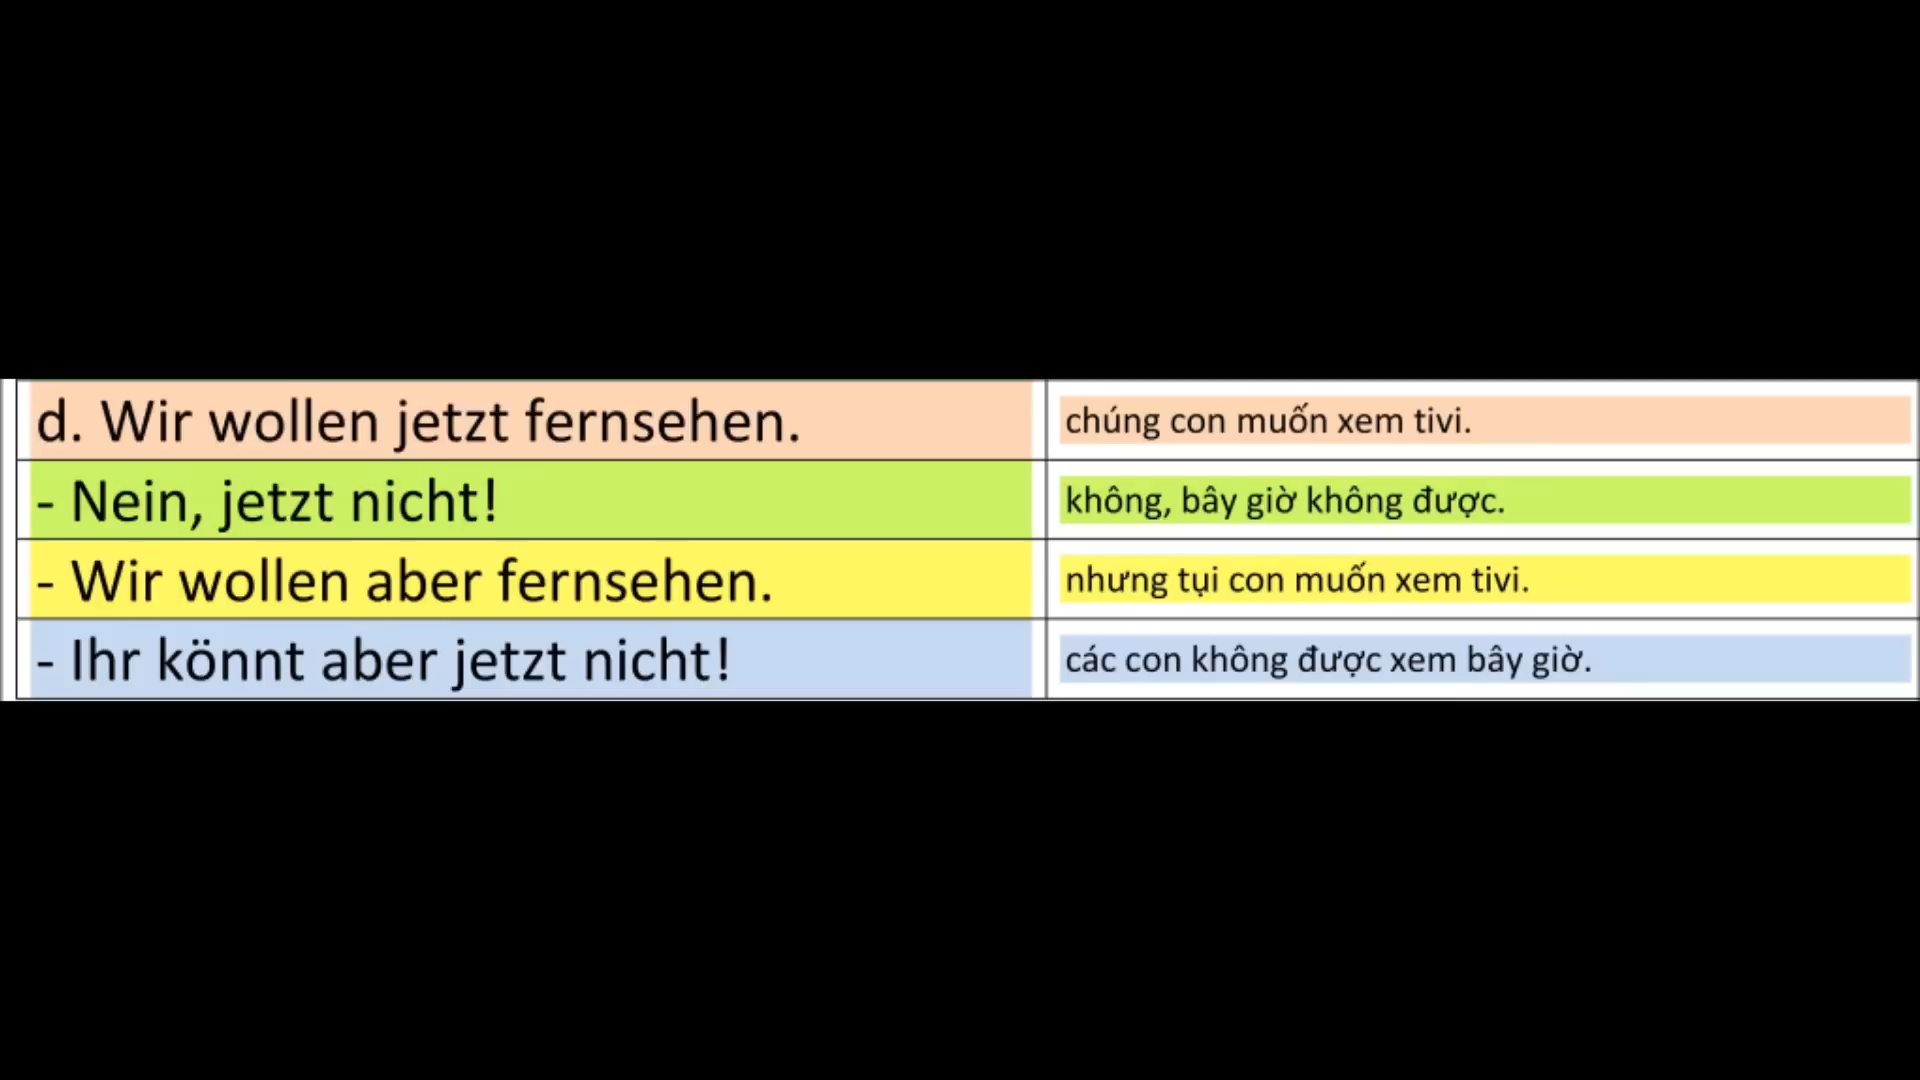 d. Wir wollen jetzt fernsehen.
chúng con muốn xem tivi.
- Nein, jetzt nicht!
không, bây giờ không được.
- Wir wollen aber fernsehen.
nhưng tụi con muốn xem tivi.
- Ihr könnt aber jetzt nicht!
các con không được xem bây giờ.